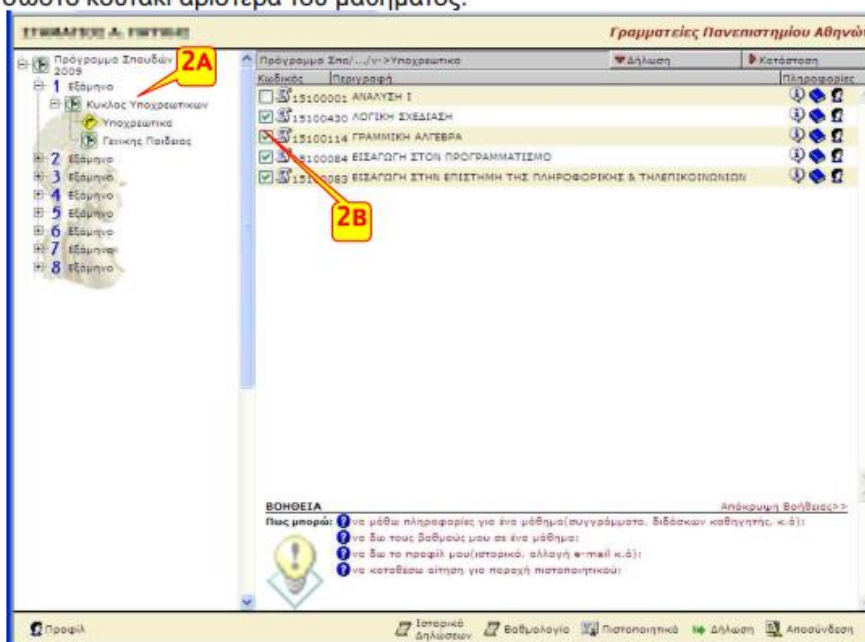 σωστό κουτάκι αριστερά του μαθήματος.
Γραμματείες Πανεπιστημίου Αθηνών
Πρόγραμμα Σπουδών 2009
2A
1 Εξάμηνο
Κυκλος Υποχρεωτικων
Υποχρεωτικα
Γενικης Παιδειας
2 Εξάμηνο
3 Εξάμηνο
4 Εξάμηνο
5 Εξάμηνο
6 Εξάμηνο
7 Εξάμηνο
8 Εξάμηνο
Πρόγραμμα Σπο/.../ν->Υποχρεωτικα Δήλωση Κατάσταση
Κωδικός Περιγραφή Πληροφορίες
15100001 ΑΝΑΛΥΣΗ Ι
15100430 ΛΟΓΙΚΗ ΣΧΕΔΙΑΣΗ
15100114 ΓΡΑΜΜΙΚΗ ΑΛΓΕΒΡΑ
15100084 ΕΙΣΑΓΩΓΗ ΣΤΟΝ ΠΡΟΓΡΑΜΜΑΤΙΣΜΟ
15100083 ΕΙΣΑΓΩΓΗ ΣΤΗΝ ΕΠΙΣΤΗΜΗ ΤΗΣ ΠΛΗΡΟΦΟΡΙΚΗΣ & ΤΗΛΕΠΙΚΟΙΝΩΝΙΩΝ
2B
ΒΟΗΘΕΙΑ Απόκρυψη Βοήθειας>>
Πως μπορώ: να μάθω πληροφορίες για ένα μάθημα(συγγράμματα, διδάσκων καθηγητής, κ.ά);
να δω τους βαθμούς μου σε ένα μάθημα;
να δω το προφίλ μου(ιστορικό, αλλαγή e-mail κ.ά);
να καταθέσω αίτηση για παροχή πιστοποιητικού;
Προφίλ Ιστορικό Δηλώσεων Βαθμολογίο Πιστοποιητικά Δήλωση Αποσύνδεση